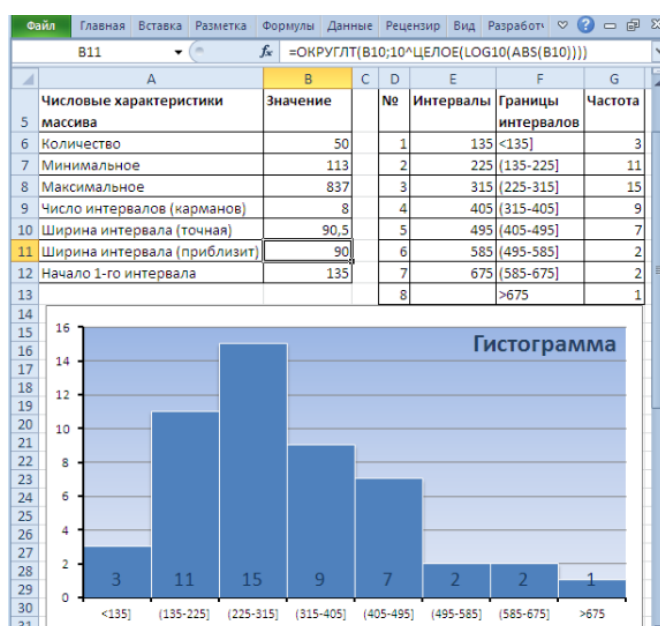 Файл Главная Вставка Разметка Формулы Данные Рецензир Вид Разработч
B11 fx =ОКРУГЛТ(B10;10^ЦЕЛОЕ(LOG10(ABS(B10))))
A B C D E F G
5 Числовые характеристики массива Значение № Интервалы Границы интервалов Частота
6 Количество 50 1 135 <135] 3
7 Минимальное 113 2 225 (135-225] 11
8 Максимальное 837 3 315 (225-315] 15
9 Число интервалов (карманов) 8 4 405 (315-405] 9
10 Ширина интервала (точная) 90,5 5 495 (405-495] 7
11 Ширина интервала (приблизит) 90 6 585 (495-585] 2
12 Начало 1-го интервала 135 7 675 (585-675] 2
13 8 >675 1
14
15
16
17
18
19
20
21
22
23
24
25
26
27
28
29
30
31
Гистограмма
16
14
12
10
8
6
4
2
0
3 11 15 9 7 2 2 1
<135] (135-225] (225-315] (315-405] (405-495] (495-585] (585-675] >675